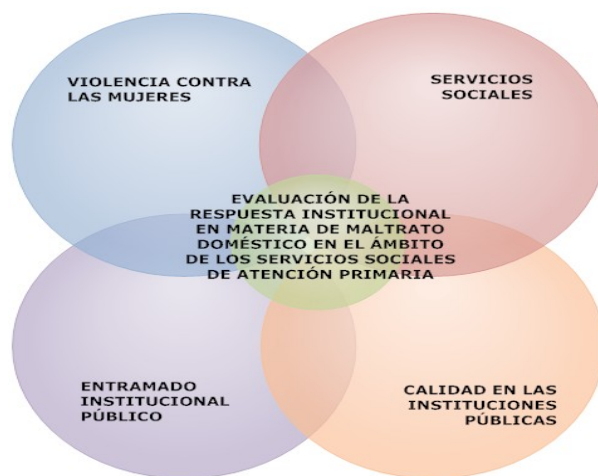 VIOLENCIA CONTRA
LAS MUJERES
SERVICIOS
SOCIALES
EVALUACIÓN DE LA
RESPUESTA INSTITUCIONAL
EN MATERIA DE MALTRATO
DOMÉSTICO EN EL ÁMBITO
DE LOS SERVICIOS SOCIALES
DE ATENCIÓN PRIMARIA
ENTRAMADO
INSTITUCIONAL
PÚBLICO
CALIDAD EN LAS
INSTITUCIONES
PÚBLICAS